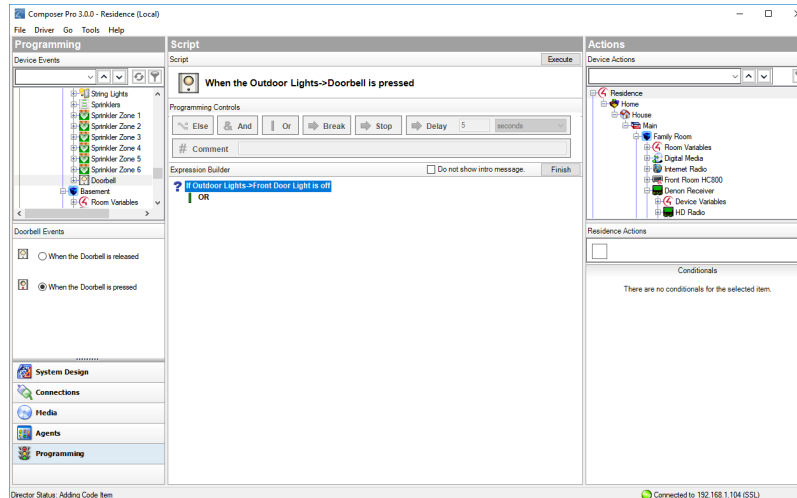 Composer Pro 3.0.0 - Residence (Local)
File Driver Go Tools Help
Programming
Device Events
String Lights
Sprinklers
Sprinkler Zone 1
Sprinkler Zone 2
Sprinkler Zone 3
Sprinkler Zone 4
Sprinkler Zone 5
Sprinkler Zone 6
Doorbell
Basement
Room Variables
Doorbell Events
When the Doorbell is released
When the Doorbell is pressed
System Design
Connections
Media
Agents
Programming
Script
Script Execute
When the Outdoor Lights->Doorbell is pressed
Programming Controls
Else & And Or Break Stop Delay 5 seconds
# Comment
Expression Builder Do not show intro message. Finish
? If Outdoor Lights->Front Door Light is off
OR
Actions
Device Actions
Residence
Home
House
Main
Family Room
Room Variables
Digital Media
Internet Radio
Front Room HC800
Denon Receiver
Device Variables
HD Radio
Residence Actions
Conditionals
There are no conditionals for the selected item.
Director Status: Adding Code Item
Connected to 192.168.1.104 (SSL)